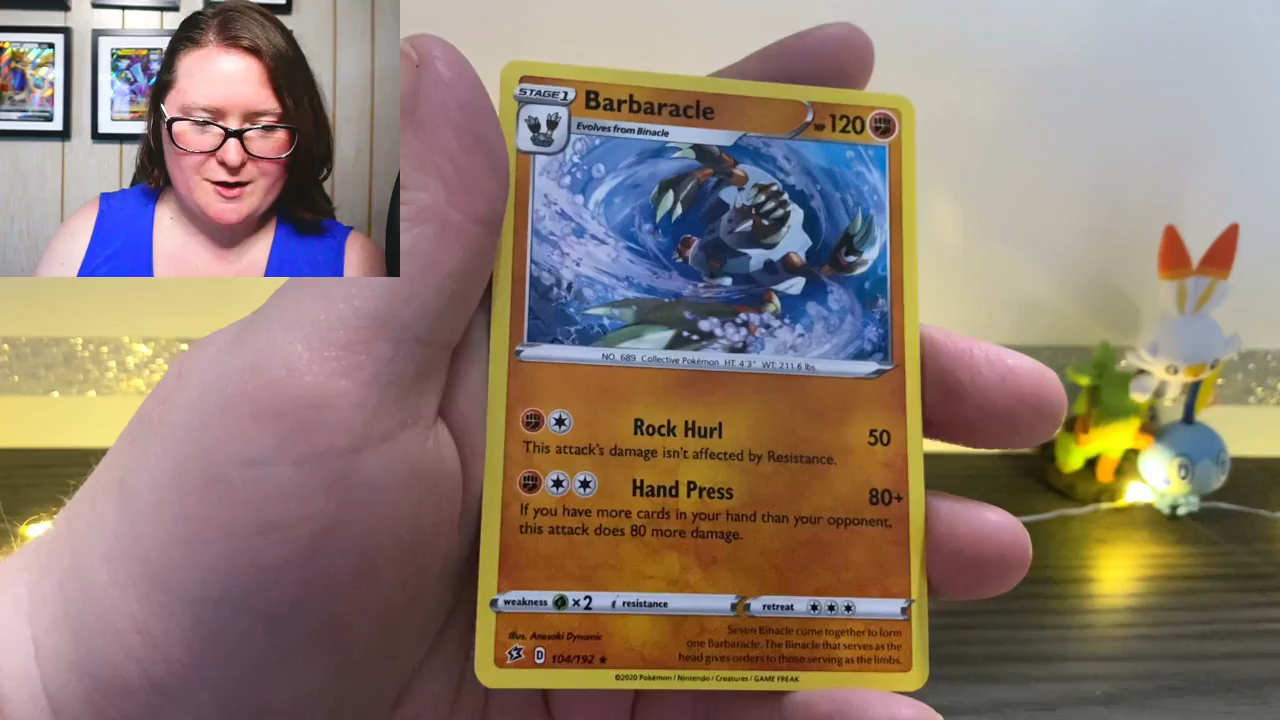 STAGE 1
Barbaracle
HP 120
Evolves from Binacle
NO. 689 Collective Pokémon HT: 4'3" WT: 211.6 lbs.
Rock Hurl 50
This attack's damage isn't affected by Resistance.
Hand Press 80+
If you have more cards in your hand than your opponent,
this attack does 80 more damage.
weakness ×2 resistance retreat
Illus. Anesaki Dynamic
Seven Binacle come together to form
one Barbaracle. The Binacle that serves as the
head gives orders to those serving as the limbs.
D 104/192 ★
©2020 Pokémon / Nintendo / Creatures / GAME FREAK